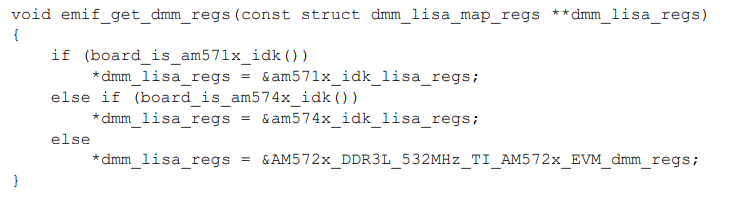 void emif_get_dmm_regs(const struct dmm_lisa_map_regs **dmm_lisa_regs)
{
    if (board_is_am571x_idk())
        *dmm_lisa_regs = &am571x_idk_lisa_regs;
    else if (board_is_am574x_idk())
        *dmm_lisa_regs = &am574x_idk_lisa_regs;
    else
        *dmm_lisa_regs = &AM572x_DDR3L_532MHz_TI_AM572x_EVM_dmm_regs;
}